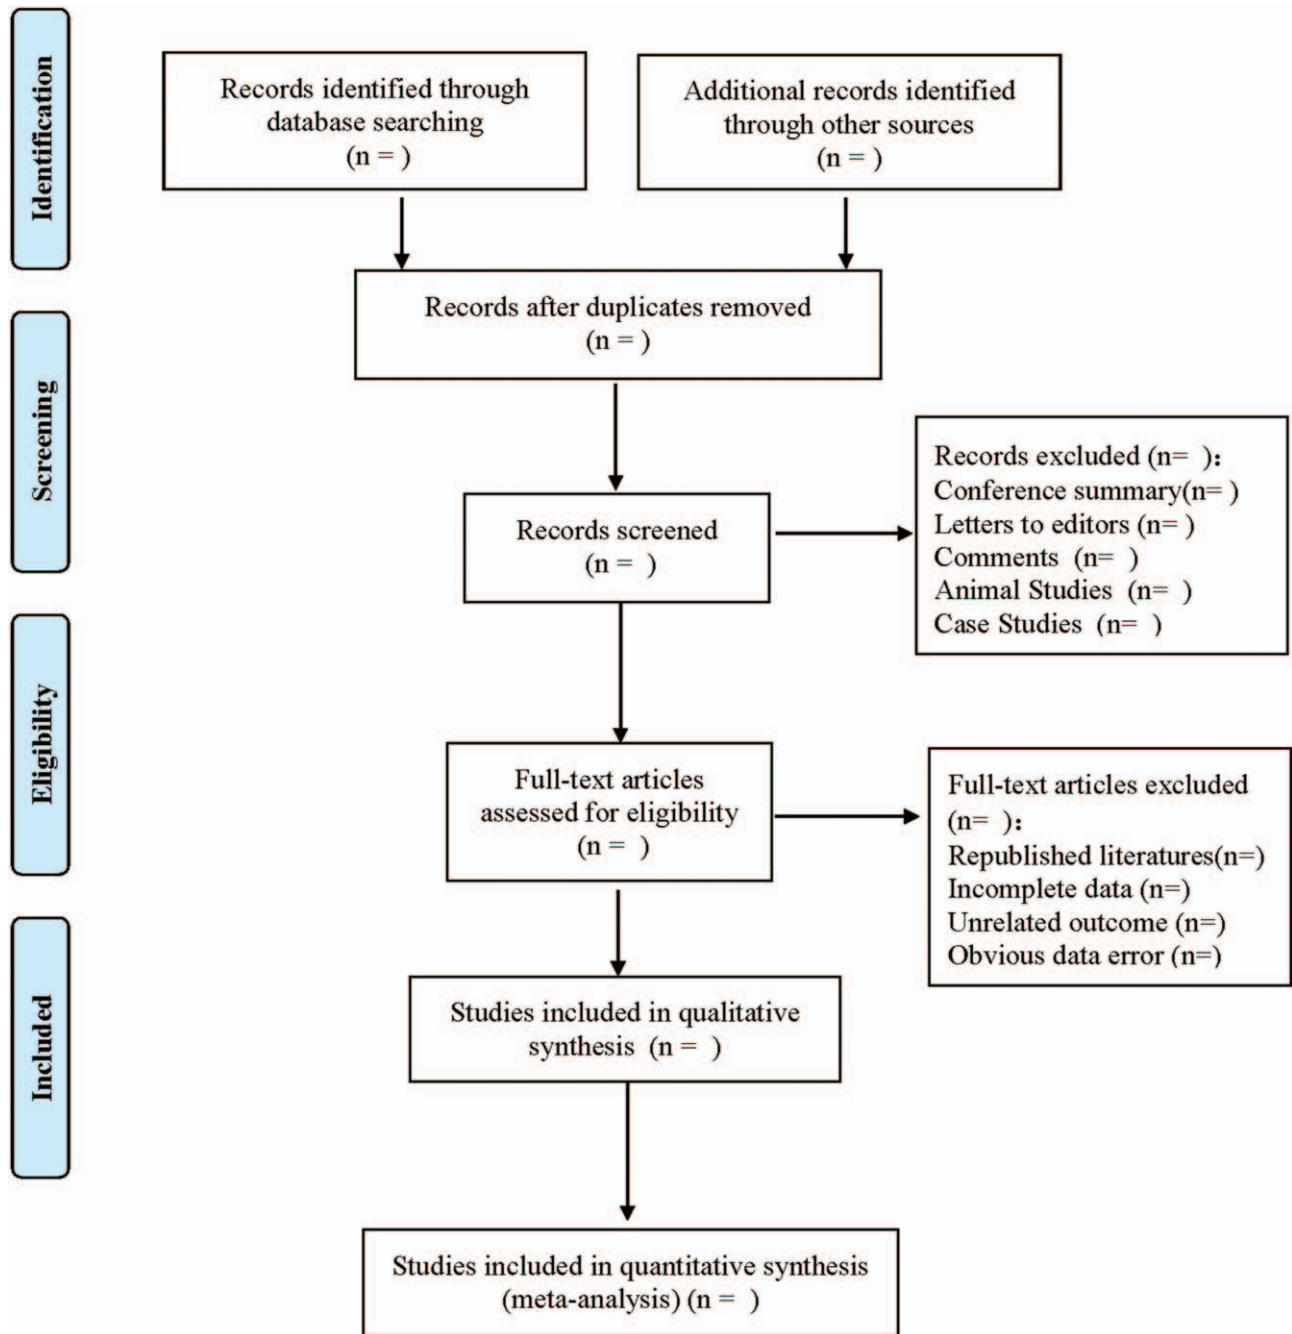 Identification
Records identified through
database searching
(n = )
Additional records identified
through other sources
(n = )
Records after duplicates removed
(n = )
Screening
Records screened
(n =  )
Records excluded (n=  )：
Conference summary(n= )
Letters to editors (n= )
Comments  (n=  )
Animal Studies  (n=  )
Case Studies  (n=  )
Eligibility
Full-text articles
assessed for eligibility
(n =  )
Full-text articles excluded
(n=  )：
Republished literatures(n=)
Incomplete data (n=)
Unrelated outcome (n=)
Obvious data error (n=)
Included
Studies included in qualitative
synthesis  (n =  )
Studies included in quantitative synthesis
(meta-analysis) (n =  )